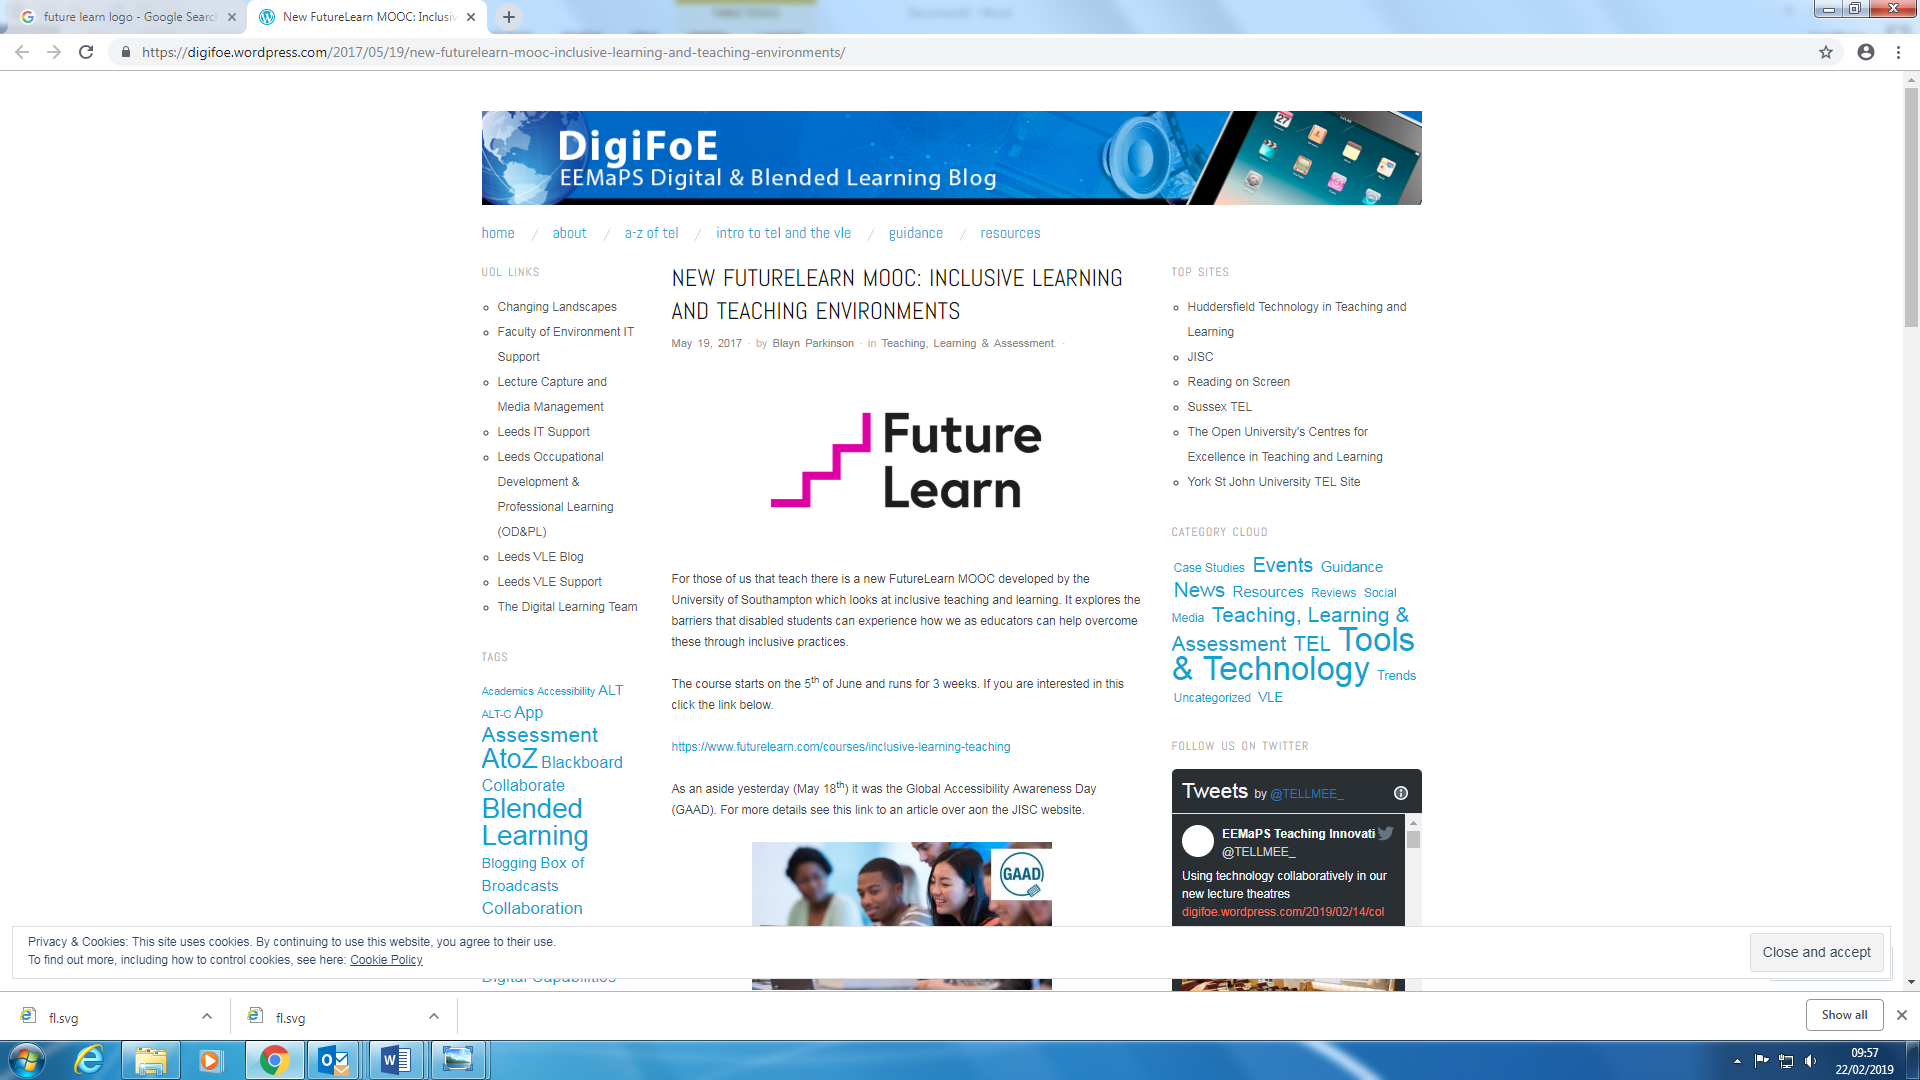 future learn logo - Google Search
New FutureLearn MOOC: Inclusiv
https://digifoe.wordpress.com/2017/05/19/new-futurelearn-mooc-inclusive-learning-and-teaching-environments/
DigiFoE
EEMaPS Digital & Blended Learning Blog
home / about / a-z of tel / intro to tel and the vle / guidance / resources
UOL LINKS
Changing Landscapes
Faculty of Environment IT
Support
Lecture Capture and
Media Management
Leeds IT Support
Leeds Occupational
Development &
Professional Learning
(OD&PL)
Leeds VLE Blog
Leeds VLE Support
The Digital Learning Team
TAGS
Academics Accessibility ALT
ALT-C App
Assessment
AtoZ Blackboard
Collaborate
Blended
Learning
Blogging Box of
Broadcasts
Collaboration
Digital Capabilities
NEW FUTURELEARN MOOC: INCLUSIVE LEARNING
AND TEACHING ENVIRONMENTS
May 19, 2017 · by Blayn Parkinson · in Teaching, Learning & Assessment. ·
Future
Learn
For those of us that teach there is a new FutureLearn MOOC developed by the
University of Southampton which looks at inclusive teaching and learning. It explores the
barriers that disabled students can experience how we as educators can help overcome
these through inclusive practices.
The course starts on the 5th of June and runs for 3 weeks. If you are interested in this
click the link below.
https://www.futurelearn.com/courses/inclusive-learning-teaching
As an aside yesterday (May 18th) it was the Global Accessibility Awareness Day
(GAAD). For more details see this link to an article over aon the JISC website.
GAAD
TOP SITES
Huddersfield Technology in Teaching and
Learning
JISC
Reading on Screen
Sussex TEL
The Open University's Centres for
Excellence in Teaching and Learning
York St John University TEL Site
CATEGORY CLOUD
Case Studies Events Guidance
News Resources Reviews Social
Media Teaching, Learning &
Assessment TEL Tools
& Technology Trends
Uncategorized VLE
FOLLOW US ON TWITTER
Tweets by @TELLMEE_
EEMaPS Teaching Innovati
@TELLMEE_
Using technology collaboratively in our
new lecture theatres
digifoe.wordpress.com/2019/02/14/col
Privacy & Cookies: This site uses cookies. By continuing to use this website, you agree to their use.
To find out more, including how to control cookies, see here: Cookie Policy
Close and accept
fl.svg
fl.svg
Show all
09:57
22/02/2019